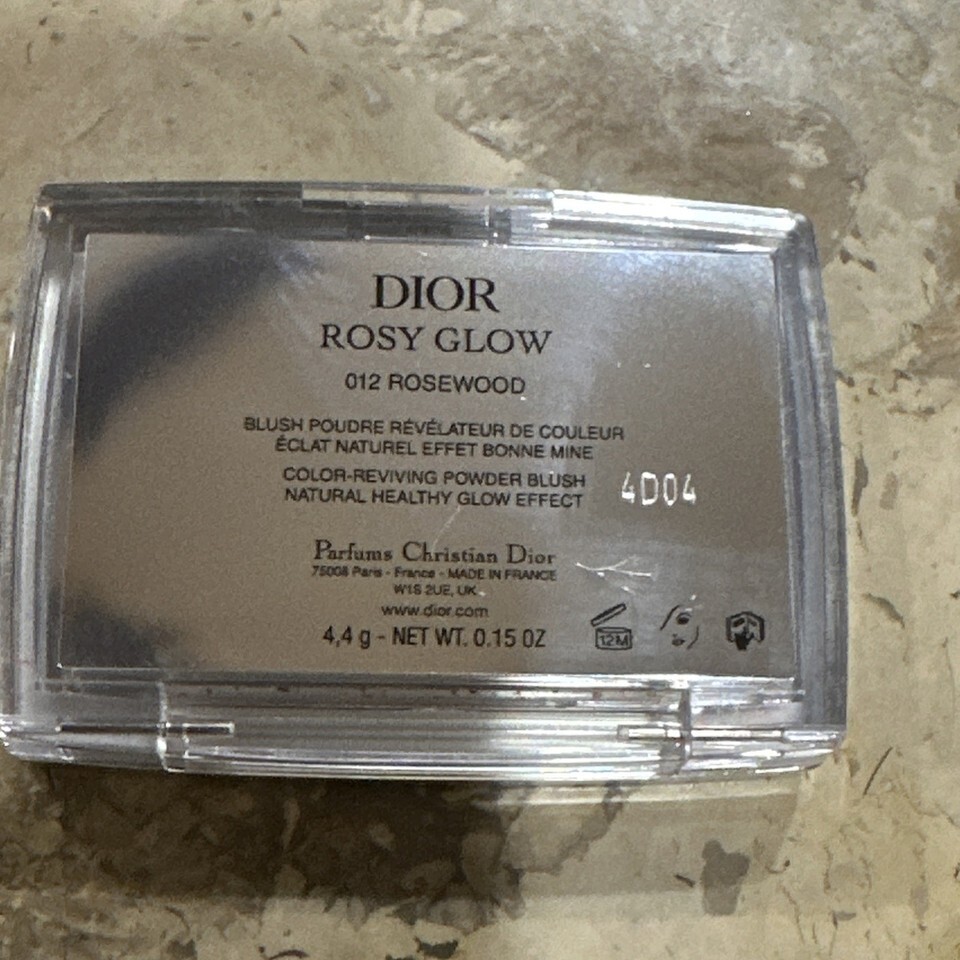 DIOR
ROSY GLOW
012 ROSEWOOD
BLUSH POUDRE RÉVÉLATEUR DE COULEUR
ÉCLAT NATUREL EFFET BONNE MINE
COLOR-REVIVING POWDER BLUSH
NATURAL HEALTHY GLOW EFFECT
4D04
Parfums Christian Dior
75008 Paris - France - MADE IN FRANCE
W1S 2UE, UK
www.dior.com
4,4 g - NET WT. 0.15 OZ
12M